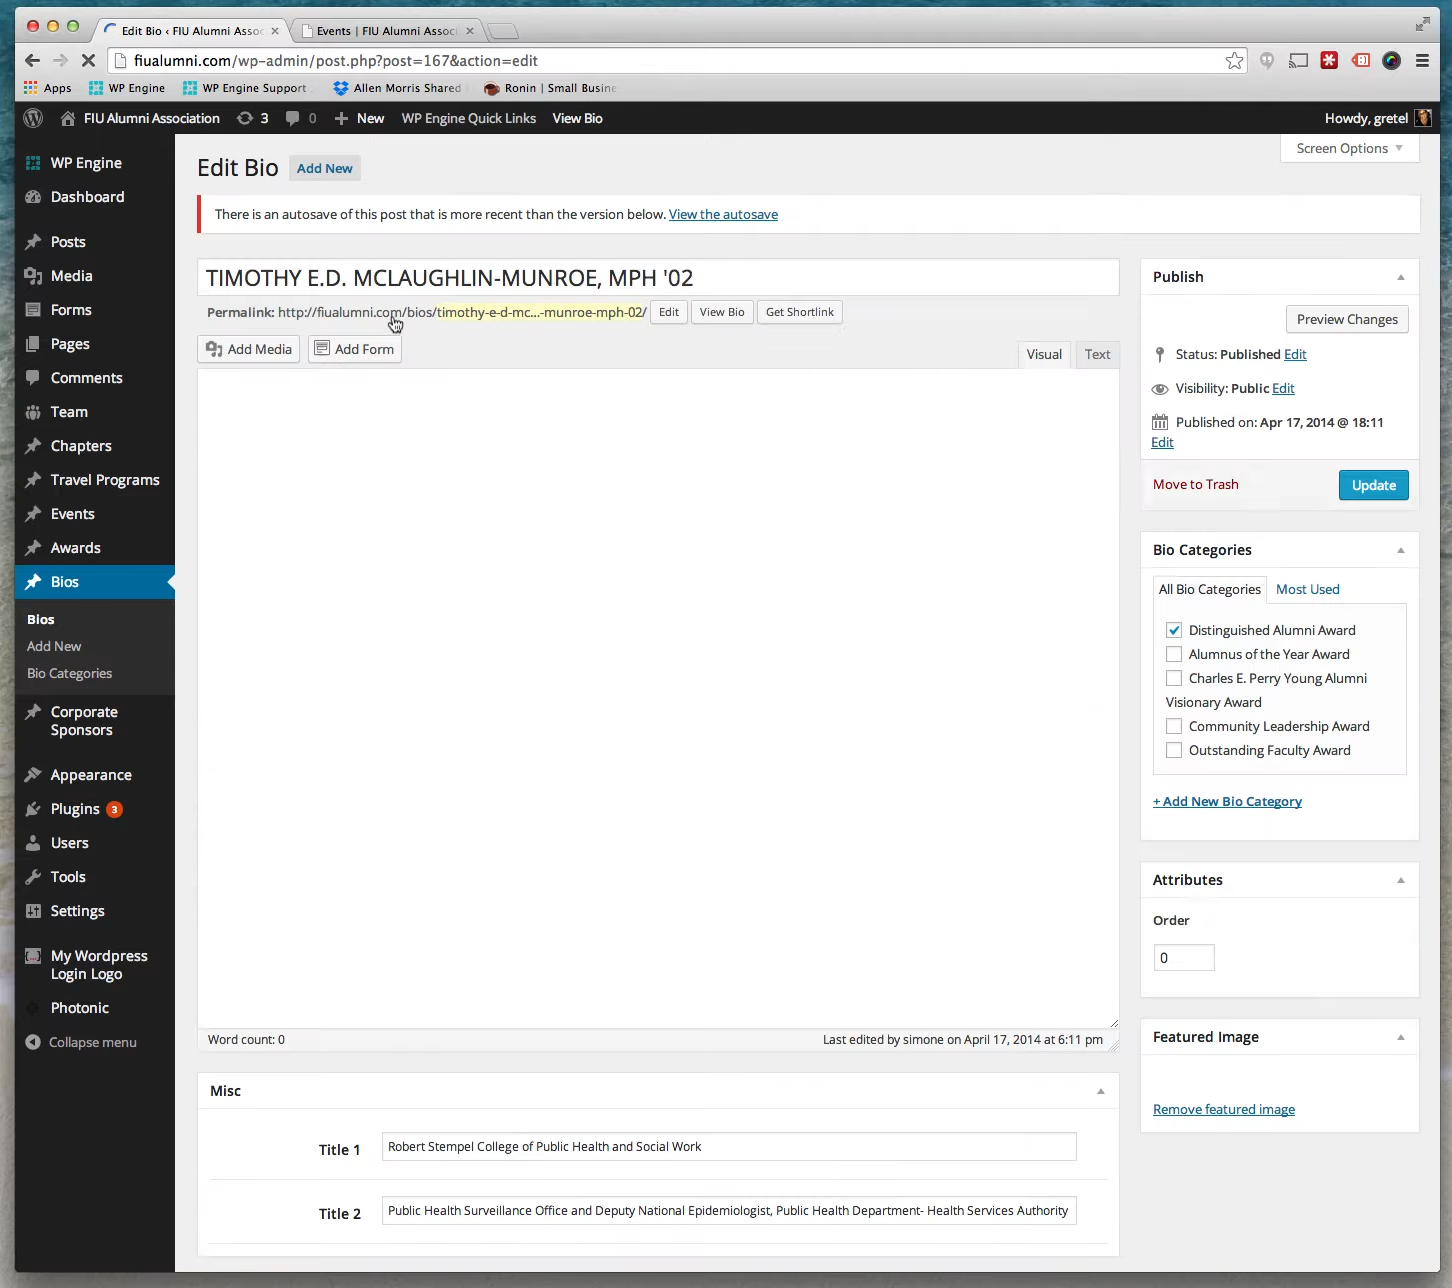 Edit Bio ‹ FIU Alumni Assoc
Events | FIU Alumni Associ
fiualumni.com/wp-admin/post.php?post=167&action=edit
Apps WP Engine WP Engine Support Allen Morris Shared Ronin | Small Busine
FIU Alumni Association 3 0 + New WP Engine Quick Links View Bio Howdy, gretel
Screen Options
WP Engine
Dashboard
Posts
Media
Forms
Pages
Comments
Team
Chapters
Travel Programs
Events
Awards
Bios
Bios
Add New
Bio Categories
Corporate
Sponsors
Appearance
Plugins 3
Users
Tools
Settings
My Wordpress
Login Logo
Photonic
Collapse menu
Edit Bio Add New
There is an autosave of this post that is more recent than the version below. View the autosave
TIMOTHY E.D. MCLAUGHLIN-MUNROE, MPH '02
Permalink: http://fiualumni.com/bios/timothy-e-d-mc...-munroe-mph-02/ Edit View Bio Get Shortlink
Add Media Add Form
Visual Text
Word count: 0
Last edited by simone on April 17, 2014 at 6:11 pm
Misc
Title 1 Robert Stempel College of Public Health and Social Work
Title 2 Public Health Surveillance Office and Deputy National Epidemiologist, Public Health Department- Health Services Authority
Publish
Preview Changes
Status: Published Edit
Visibility: Public Edit
Published on: Apr 17, 2014 @ 18:11
Edit
Move to Trash Update
Bio Categories
All Bio Categories Most Used
Distinguished Alumni Award
Alumnus of the Year Award
Charles E. Perry Young Alumni
Visionary Award
Community Leadership Award
Outstanding Faculty Award
+ Add New Bio Category
Attributes
Order
0
Featured Image
Remove featured image